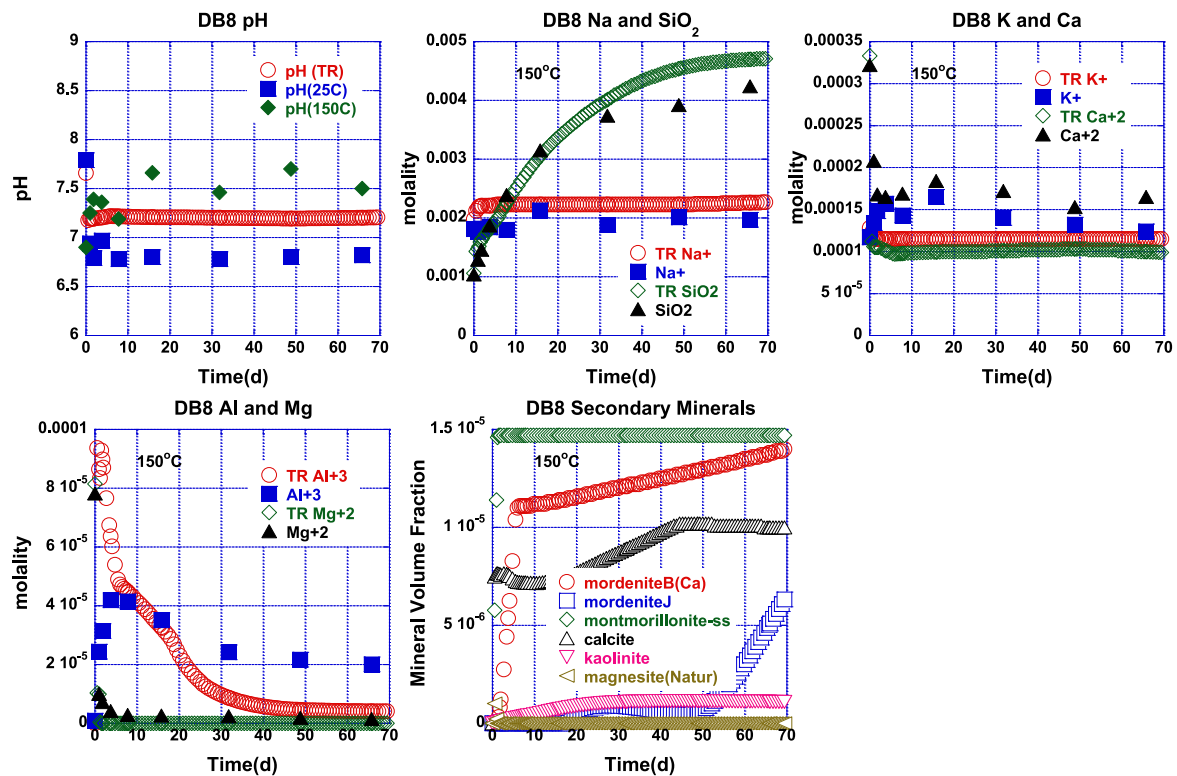 DB8 pH
9
8.5
8
7.5
7
6.5
6
pH
pH (TR)
pH(25C)
pH(150C)
0 10 20 30 40 50 60 70
Time(d)
DB8 Na and SiO2
0.005
0.004
0.003
0.002
0.001
0
molality
150oC
TR Na+
Na+
TR SiO2
SiO2
0 10 20 30 40 50 60 70
Time(d)
DB8 K and Ca
0.00035
0.0003
0.00025
0.0002
0.00015
0.0001
5 10-5
0
molality
150oC
TR K+
K+
TR Ca+2
Ca+2
0 10 20 30 40 50 60 70
Time(d)
DB8 Al and Mg
0.0001
8 10-5
6 10-5
4 10-5
2 10-5
0
molality
150°C
TR Al+3
Al+3
TR Mg+2
Mg+2
0 10 20 30 40 50 60 70
Time(d)
DB8 Secondary Minerals
1.5 10-5
1 10-5
5 10-6
0
Mineral Volume Fraction
150°C
mordeniteB(Ca)
mordeniteJ
montmorillonite-ss
calcite
kaolinite
magnesite(Natur)
0 10 20 30 40 50 60 70
Time(d)